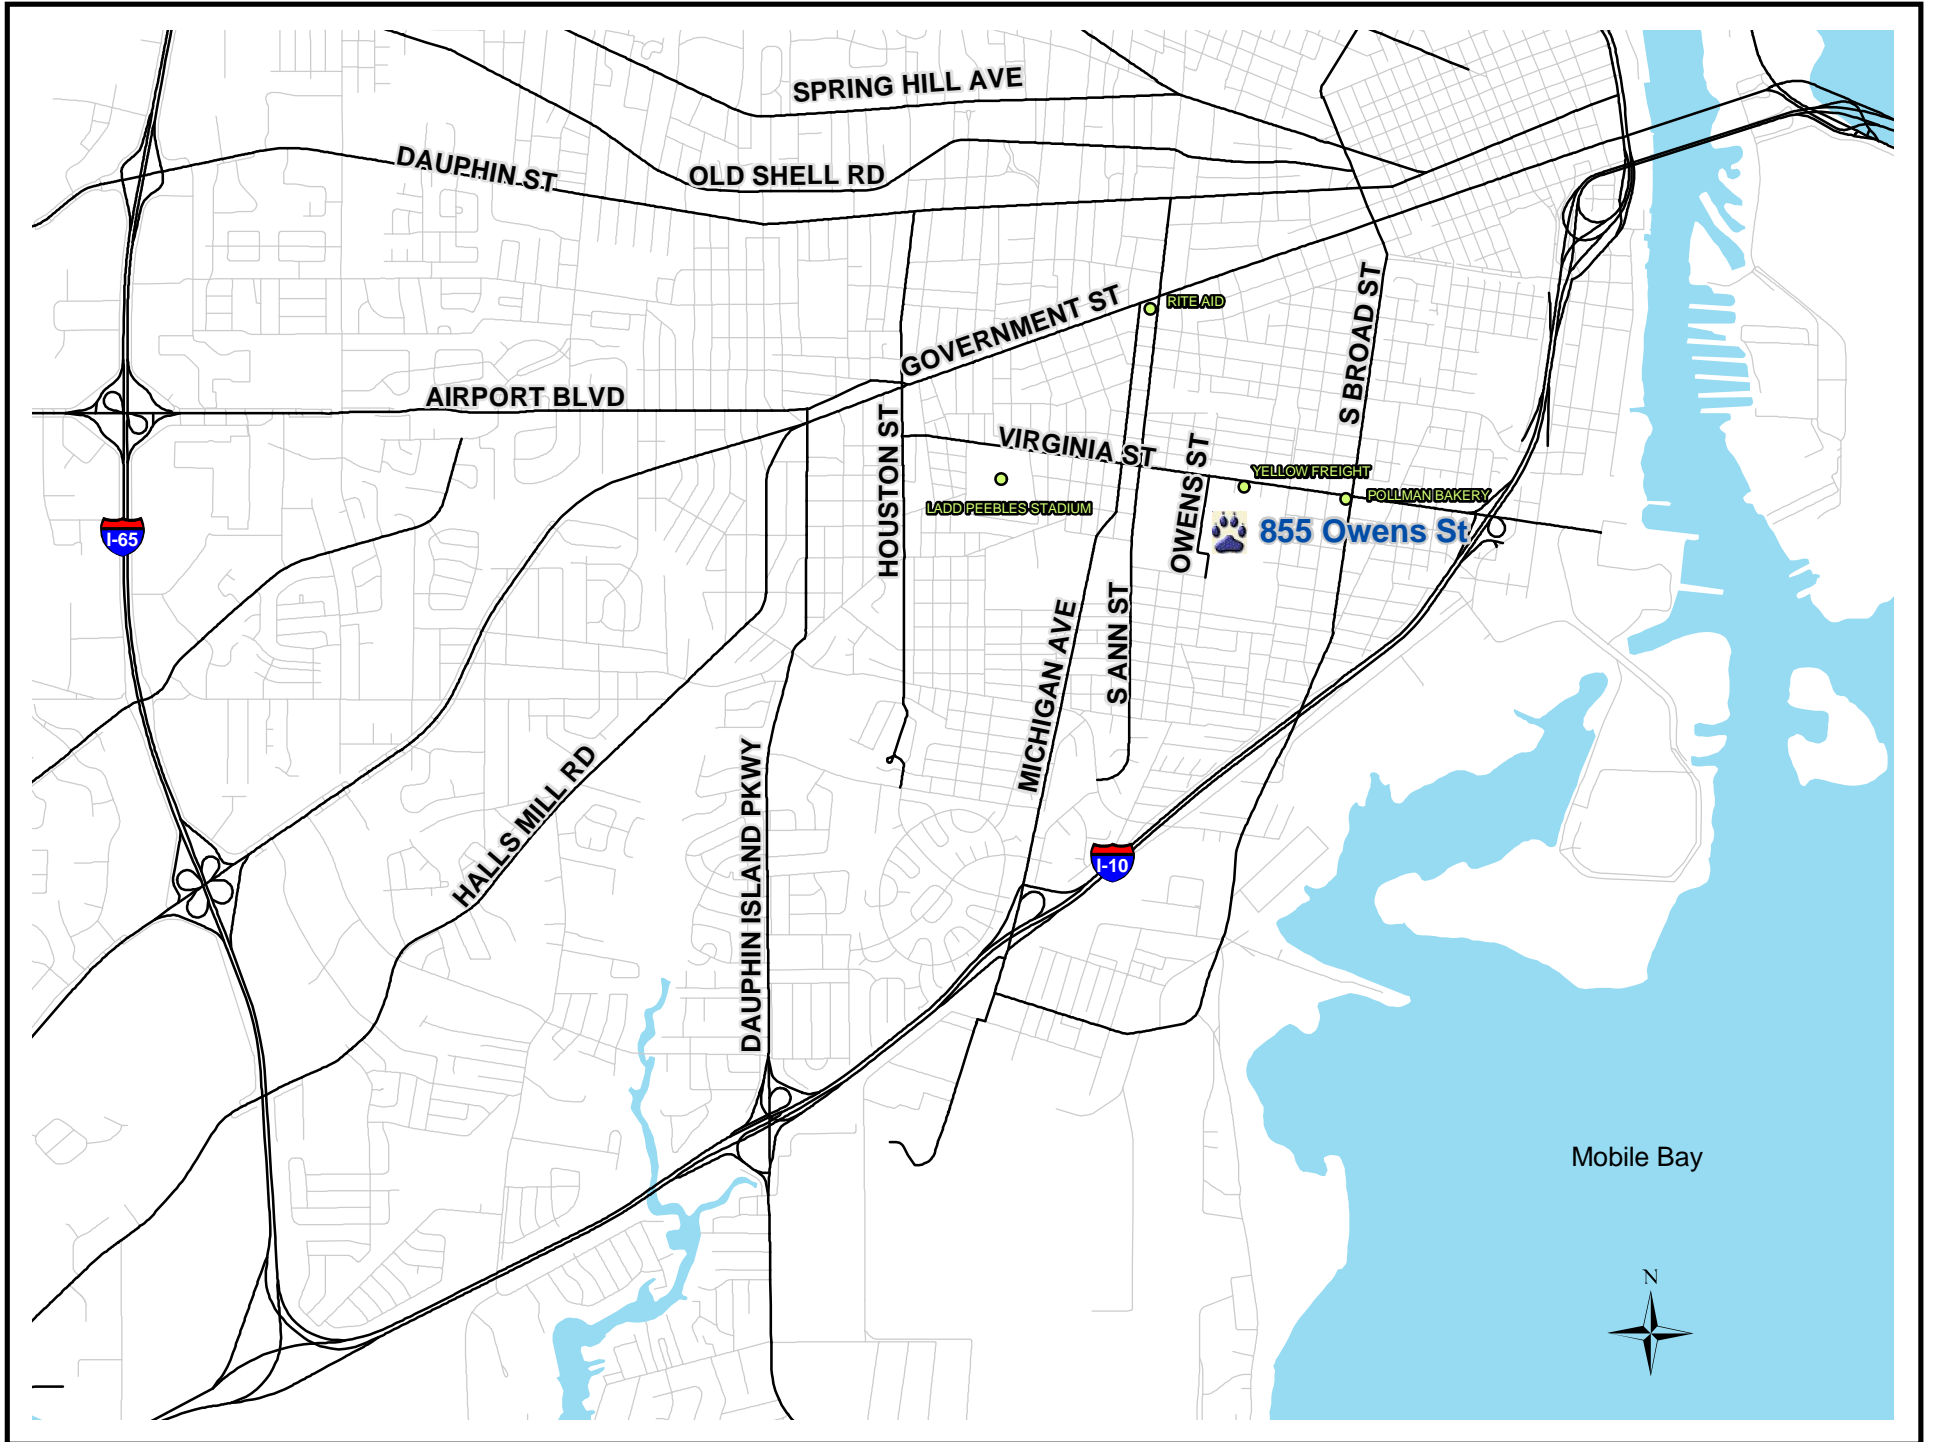 SPRING HILL AVE
DAUPHIN ST
OLD SHELL RD
RITE AID
GOVERNMENT ST
S BROAD ST
AIRPORT BLVD
HOUSTON ST
VIRGINIA ST
OWENS ST
YELLOW FREIGHT
POLLMAN BAKERY
LADD PEEBLES STADIUM
855 Owens St
I-65
MICHIGAN AVE
S ANN ST
HALLS MILL RD
DAUPHIN ISLAND PKWY
I-10
Mobile Bay
N